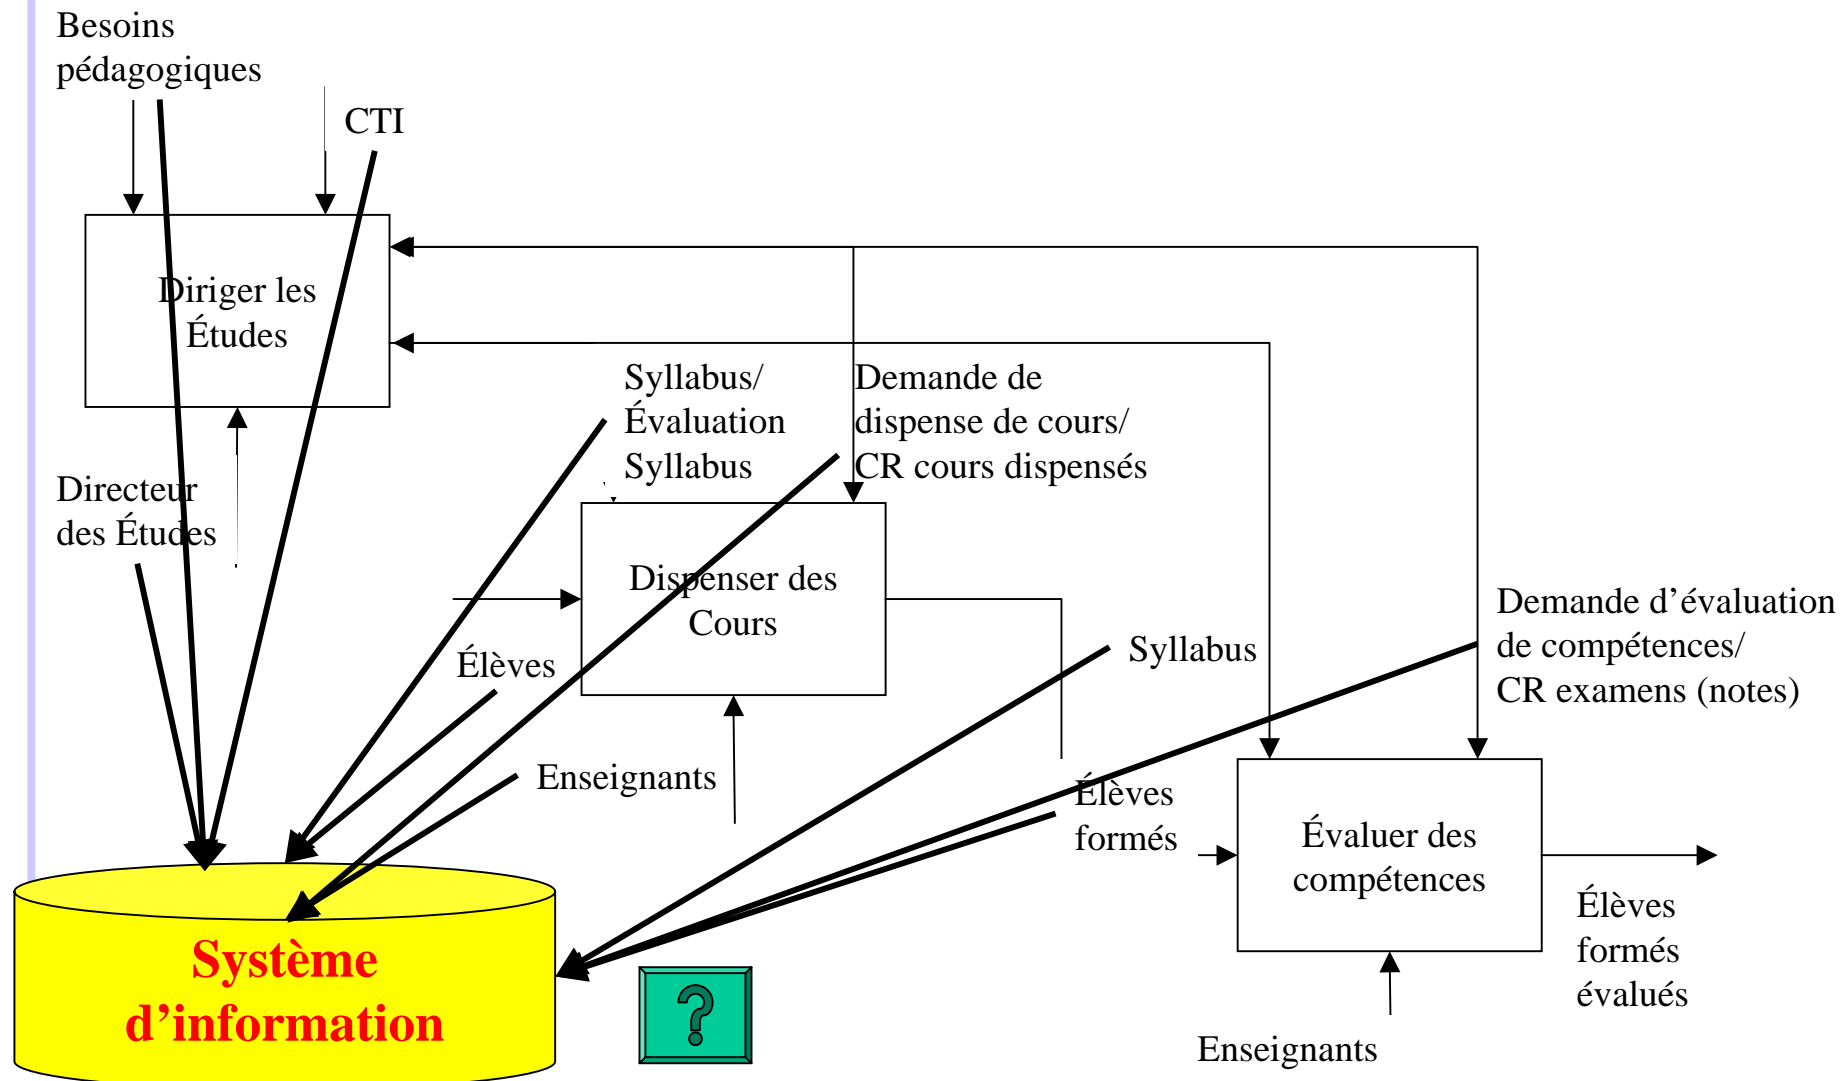 Besoins
pédagogiques
CTI
Diriger les
Études
Syllabus/
Évaluation
Syllabus
Demande de
dispense de cours/
CR cours dispensés
Directeur
des Études
Dispenser des
Cours
Élèves
Syllabus
Demande d’évaluation
de compétences/
CR examens (notes)
Enseignants
Élèves
formés
Évaluer des
compétences
Élèves
formés
évalués
Système
d’information
?
Enseignants